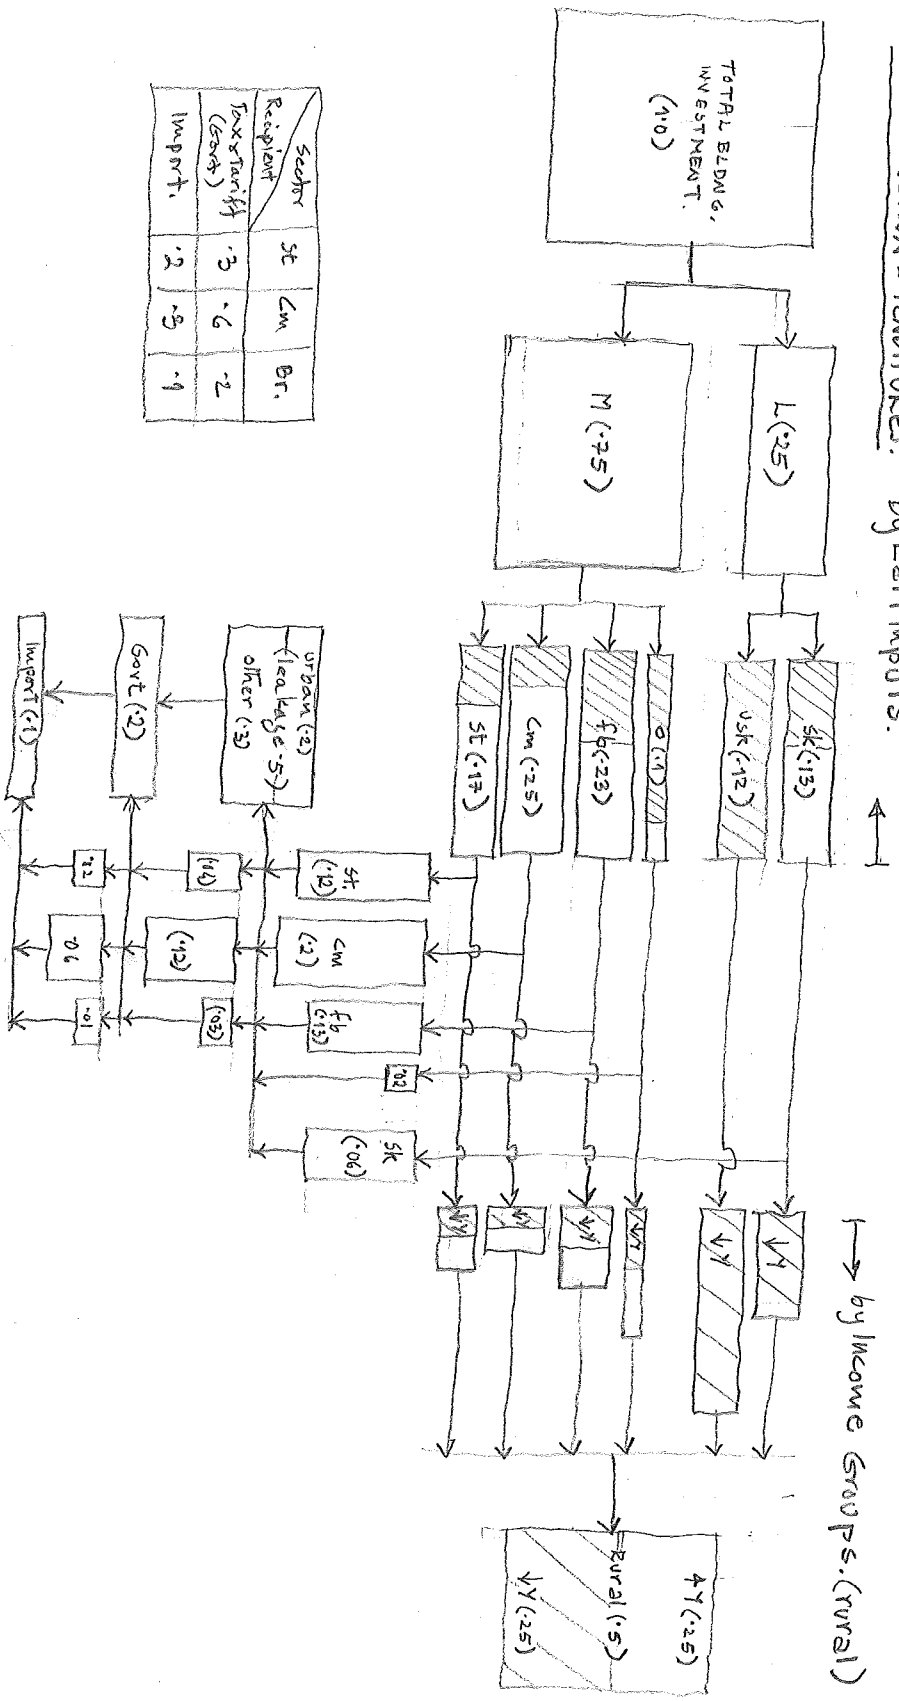 by Income Groups. (rural)
TOTAL BLDNG.
INVESTMENT.
(1.0)
L (.25)
M (.75)
sk (.13)
usk (.12)
o (.1)
fb (.23)
cm (.25)
st (.17)
↓Y
↓Y
↓Y
↓Y
↓Y
↓Y
↑Y (.25)
rural (.5)
↓Y (.25)
st.
(.12)
cm
(.2)
fb
(.13)
.02
sk
(.06)
urban (.2)
(leakage .5)
other (.3)
(.04)
(.12)
(.03)
Govt (.2)
.02
.06
.01
Import (.1)
Sector
Recipient
st
cm
Br.
Tax & Tariff
(Govt)
.3
.6
.2
Import.
.2
.3
.1